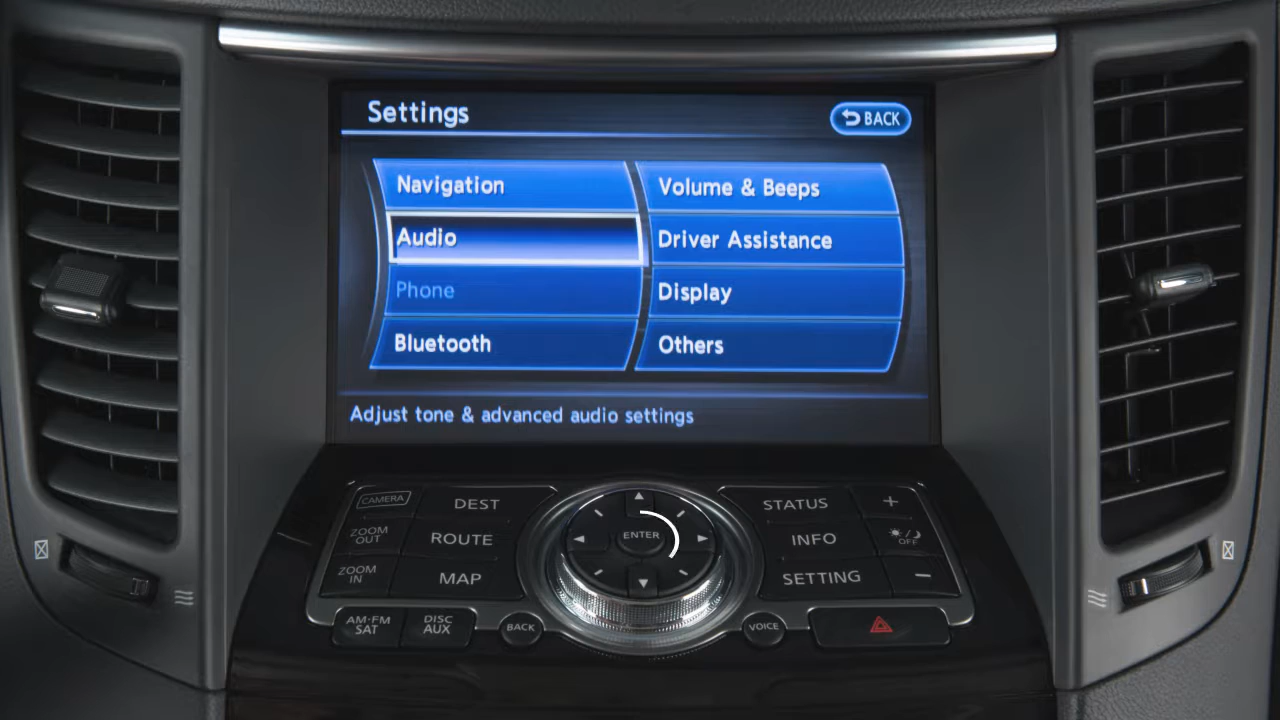 Settings
BACK
Navigation
Volume & Beeps
Audio
Driver Assistance
Phone
Display
Bluetooth
Others
Adjust tone & advanced audio settings
CAMERA
DEST
STATUS
+
ZOOM
OUT
ROUTE
ENTER
INFO
OFF
ZOOM
IN
MAP
SETTING
−
AM·FM
SAT
DISC
AUX
BACK
VOICE